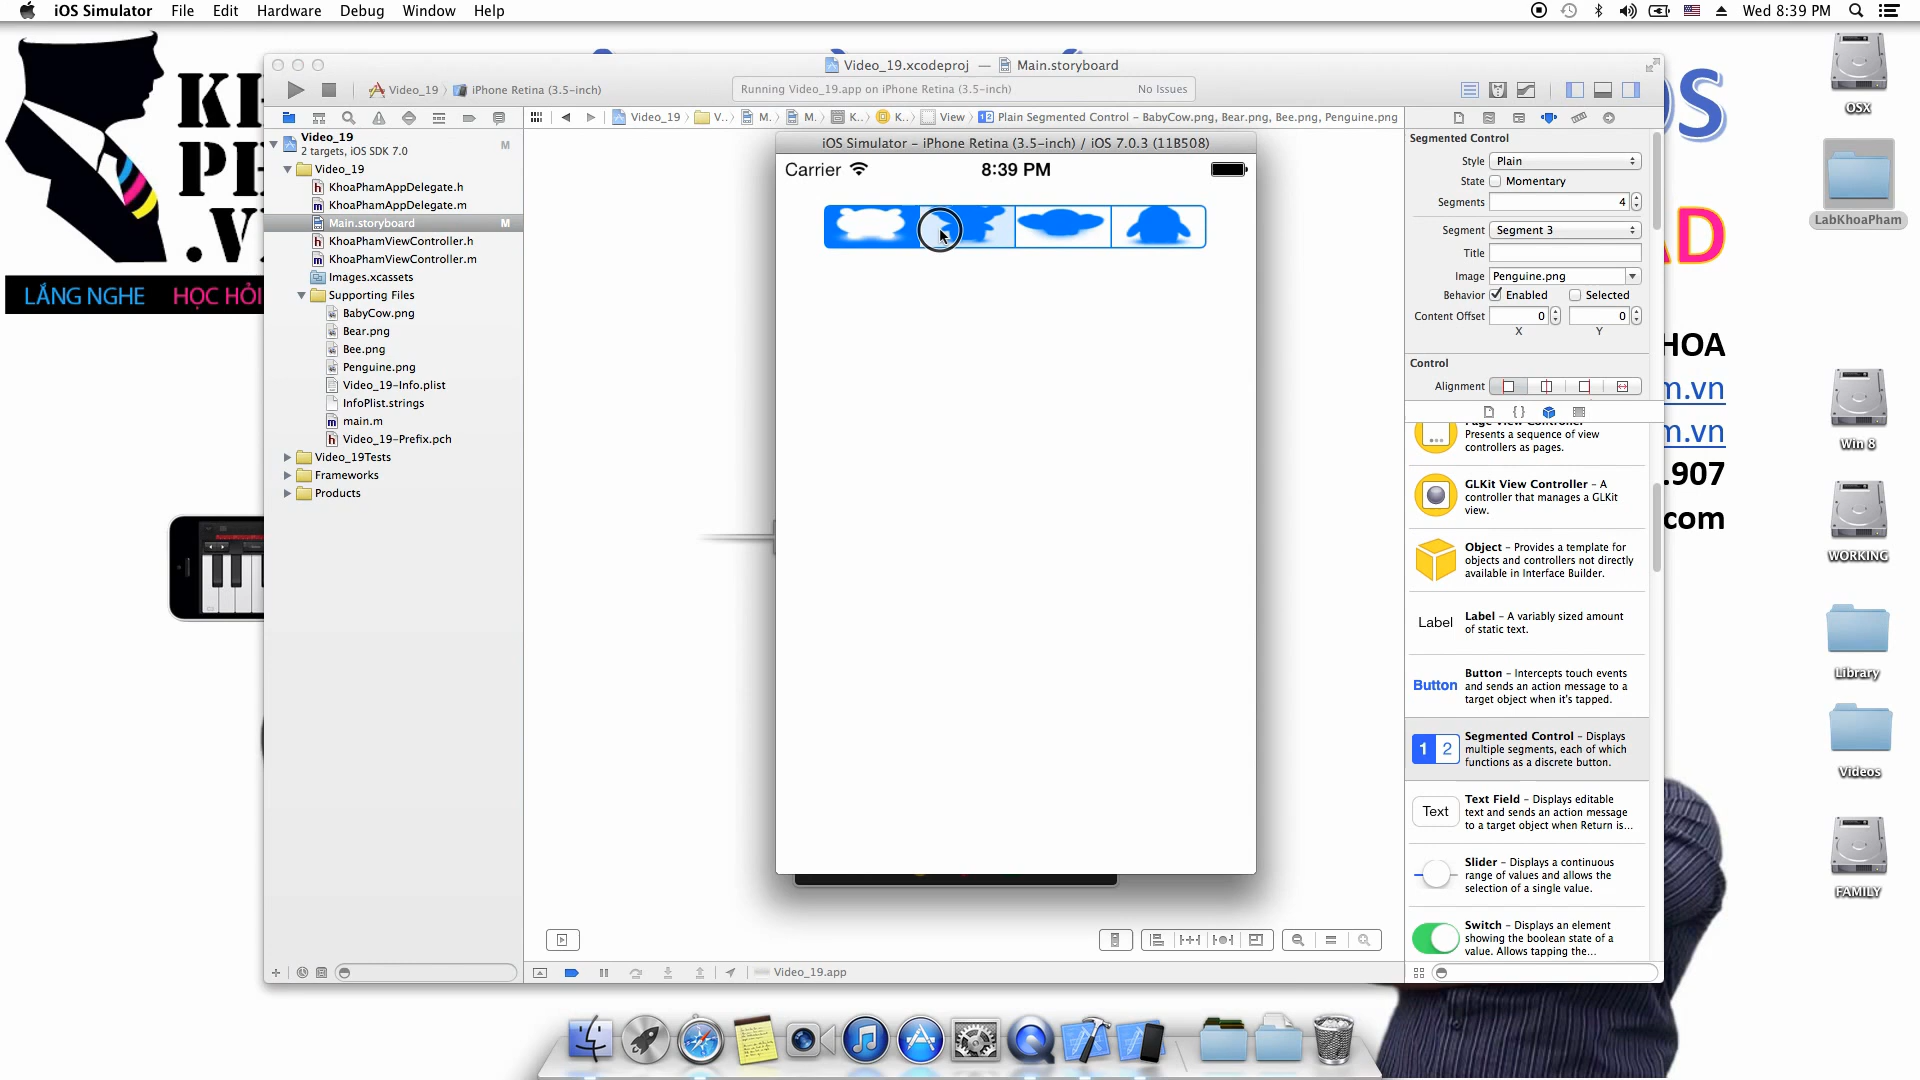 iOS Simulator File Edit Hardware Debug Window Help
Wed 8:39 PM
Video_19.xcodeproj — Main.storyboard
Video_19 iPhone Retina (3.5-inch)
Running Video_19.app on iPhone Retina (3.5-inch) No Issues
Video_19 V... M... M... K... K... View Plain Segmented Control – BabyCow.png, Bear.png, Bee.png, Penguine.png
Video_19
2 targets, iOS SDK 7.0
M
Video_19
KhoaPhamAppDelegate.h
KhoaPhamAppDelegate.m
Main.storyboard M
KhoaPhamViewController.h
KhoaPhamViewController.m
Images.xcassets
Supporting Files
BabyCow.png
Bear.png
Bee.png
Penguine.png
Video_19-Info.plist
InfoPlist.strings
main.m
Video_19-Prefix.pch
Video_19Tests
Frameworks
Products
iOS Simulator – iPhone Retina (3.5-inch) / iOS 7.0.3 (11B508)
Carrier 8:39 PM
Segmented Control
Style Plain
State Momentary
Segments 4
Segment Segment 3
Title
Image Penguine.png
Behavior Enabled Selected
Content Offset 0 0
X Y
Control
Alignment
Page View Controller
Presents a sequence of view
controllers as pages.
GLKit View Controller – A
controller that manages a GLKit
view.
Object – Provides a template for
objects and controllers not directly
available in Interface Builder.
Label
Label – A variably sized amount
of static text.
Button
Button – Intercepts touch events
and sends an action message to a
target object when it's tapped.
1 2
Segmented Control – Displays
multiple segments, each of which
functions as a discrete button.
Text
Text Field – Displays editable
text and sends an action message
to a target object when Return is...
Slider – Displays a continuous
range of values and allows the
selection of a single value.
Switch – Displays an element
showing the boolean state of a
value. Allows tapping the...
Video_19.app
LẮNG NGHE HỌC HỎI
KH
PH
.V
OS
AD
HOA
m.vn
m.vn
.907
com
OSX
LabKhoaPham
Win 8
WORKING
Library
Videos
FAMILY